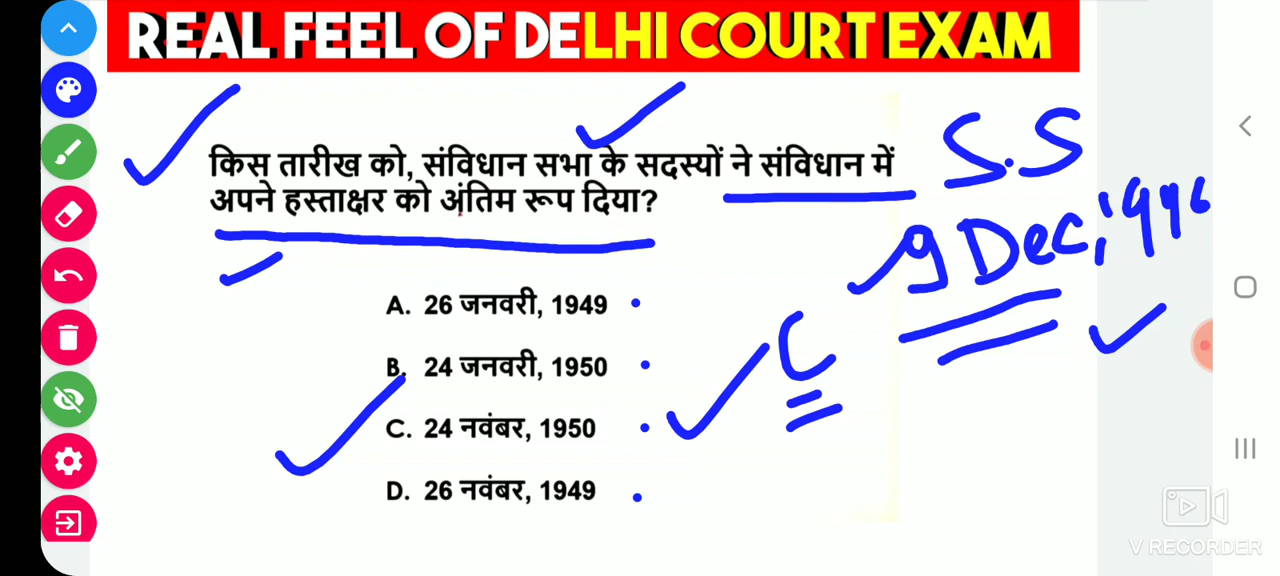 REAL FEEL OF DELHI COURT EXAM
किस तारीख को, संविधान सभा के सदस्यों ने संविधान में
अपने हस्ताक्षर को अंतिम रूप दिया?
S.S
9 Dec, 1946
A. 26 जनवरी, 1949
B. 24 जनवरी, 1950
C
C. 24 नवंबर, 1950
D. 26 नवंबर, 1949
V RECORDER